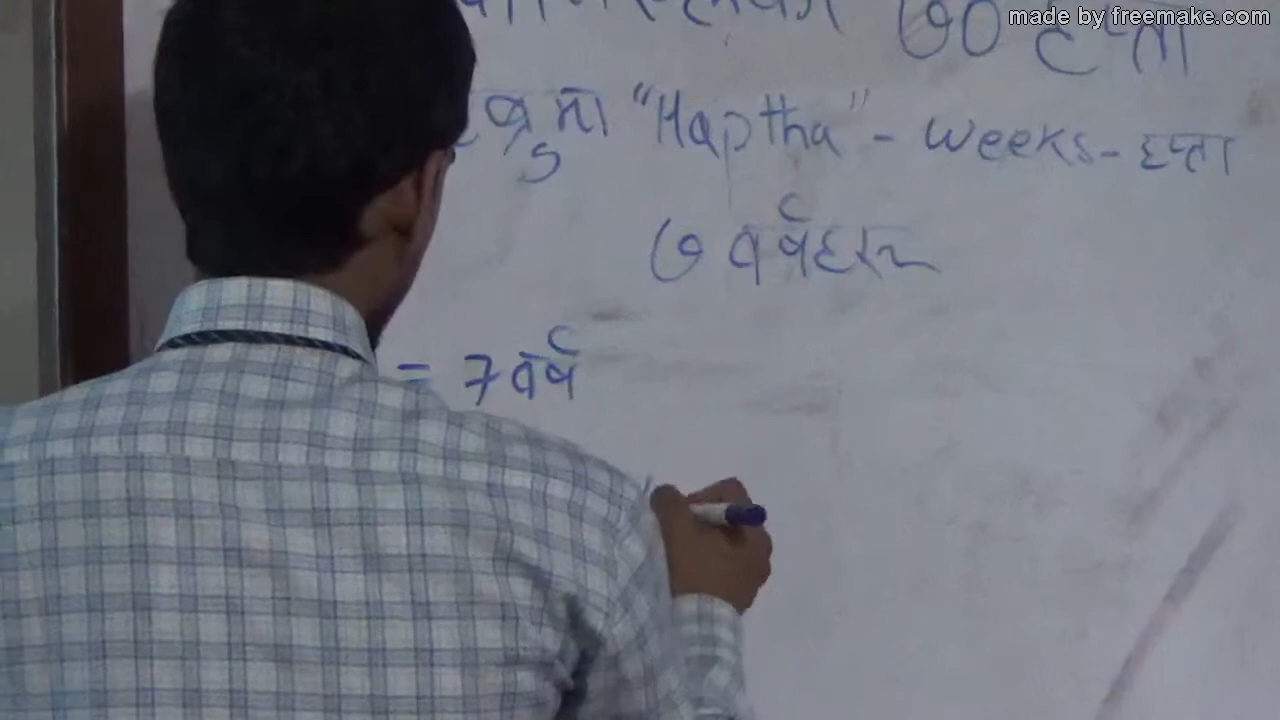 made by freemake.com
७० हप्ता
"Haptha" - weeks - हप्ता
७ वर्षहरू
= 7 वर्ष